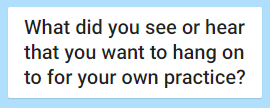 What did you see or hear
that you want to hang on
to for your own practice?